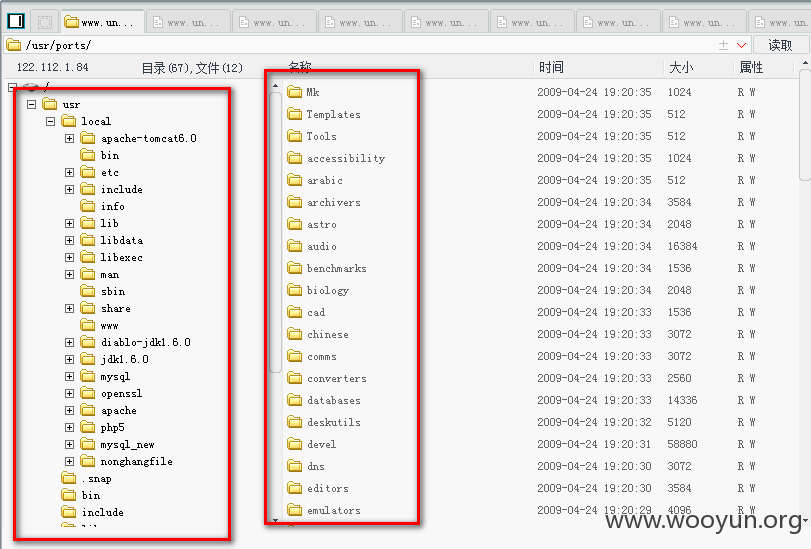 www.un... www.un... www.un... www.un... www.un... www.un... www.un... www.un... www.un...
/usr/ports/ 读取
122.112.1.84 目录(67),文件(12) 名称 时间 大小 属性
/
usr
local
apache-tomcat6.0
bin
etc
include
info
lib
libdata
libexec
man
sbin
share
www
diablo-jdk1.6.0
jdk1.6.0
mysql
openssl
apache
php5
mysql_new
nonghangfile
.snap
bin
include
Mk 2009-04-24 19:20:35 1024 R W
Templates 2009-04-24 19:20:35 512 R W
Tools 2009-04-24 19:20:35 512 R W
accessibility 2009-04-24 19:20:35 1024 R W
arabic 2009-04-24 19:20:35 512 R W
archivers 2009-04-24 19:20:34 3584 R W
astro 2009-04-24 19:20:34 2048 R W
audio 2009-04-24 19:20:34 16384 R W
benchmarks 2009-04-24 19:20:34 1536 R W
biology 2009-04-24 19:20:34 2048 R W
cad 2009-04-24 19:20:33 1536 R W
chinese 2009-04-24 19:20:33 3072 R W
comms 2009-04-24 19:20:33 3072 R W
converters 2009-04-24 19:20:33 2560 R W
databases 2009-04-24 19:20:33 14336 R W
deskutils 2009-04-24 19:20:32 5120 R W
devel 2009-04-24 19:20:31 58880 R W
dns 2009-04-24 19:20:30 3072 R W
editors 2009-04-24 19:20:30 3584 R W
emulators 2009-04-24 19:20:29 4096 R W
www.wooyun.org